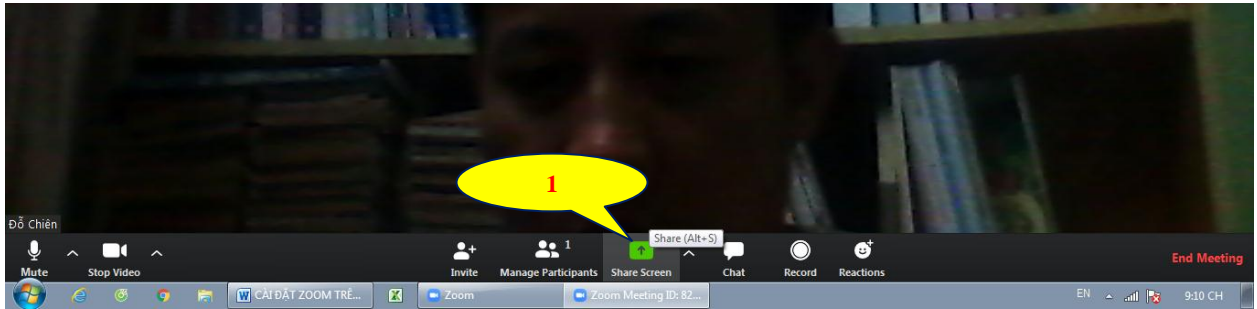 1
Đỗ Chiên
Share (Alt+S)
1
Mute Stop Video Invite Manage Participants Share Screen Chat Record Reactions End Meeting
CÀI ĐẶT ZOOM TRÊ... Zoom Zoom Meeting ID: 82... EN 9:10 CH